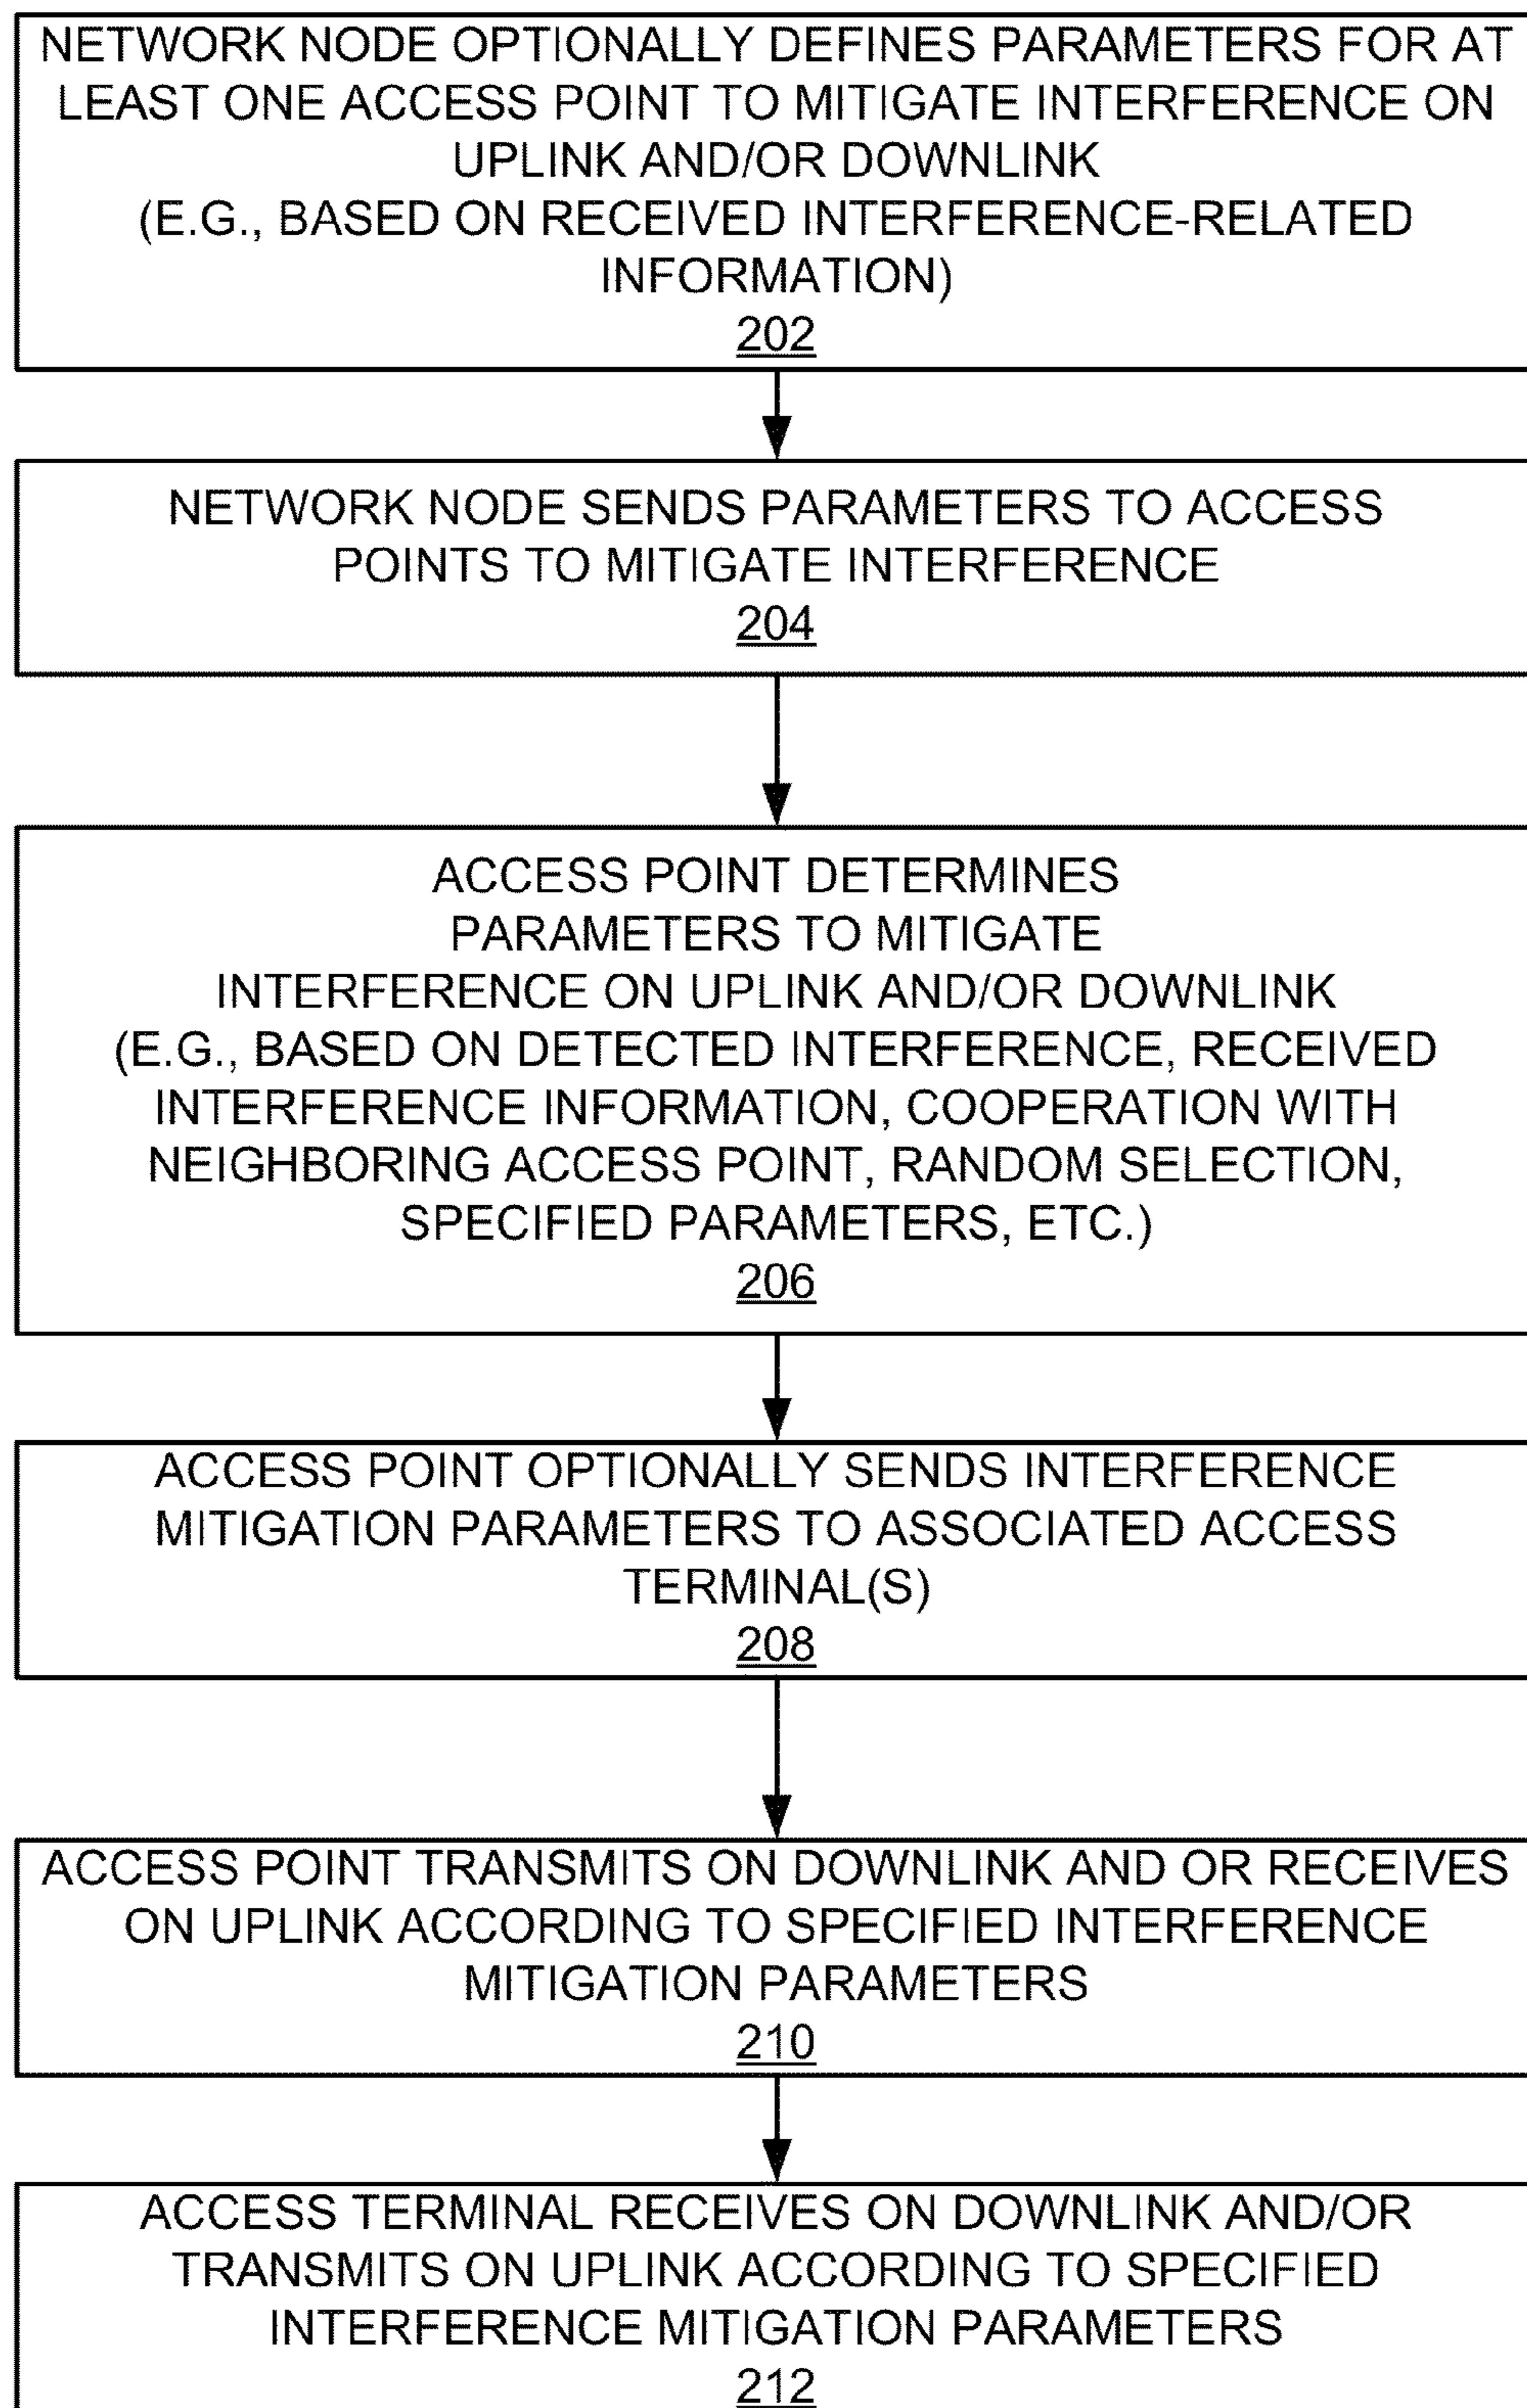 NETWORK NODE OPTIONALLY DEFINES PARAMETERS FOR AT
LEAST ONE ACCESS POINT TO MITIGATE INTERFERENCE ON
UPLINK AND/OR DOWNLINK
(E.G., BASED ON RECEIVED INTERFERENCE-RELATED
INFORMATION)
202
NETWORK NODE SENDS PARAMETERS TO ACCESS
POINTS TO MITIGATE INTERFERENCE
204
ACCESS POINT DETERMINES
PARAMETERS TO MITIGATE
INTERFERENCE ON UPLINK AND/OR DOWNLINK
(E.G., BASED ON DETECTED INTERFERENCE, RECEIVED
INTERFERENCE INFORMATION, COOPERATION WITH
NEIGHBORING ACCESS POINT, RANDOM SELECTION,
SPECIFIED PARAMETERS, ETC.)
206
ACCESS POINT OPTIONALLY SENDS INTERFERENCE
MITIGATION PARAMETERS TO ASSOCIATED ACCESS
TERMINAL(S)
208
ACCESS POINT TRANSMITS ON DOWNLINK AND OR RECEIVES
ON UPLINK ACCORDING TO SPECIFIED INTERFERENCE
MITIGATION PARAMETERS
210
ACCESS TERMINAL RECEIVES ON DOWNLINK AND/OR
TRANSMITS ON UPLINK ACCORDING TO SPECIFIED
INTERFERENCE MITIGATION PARAMETERS
212